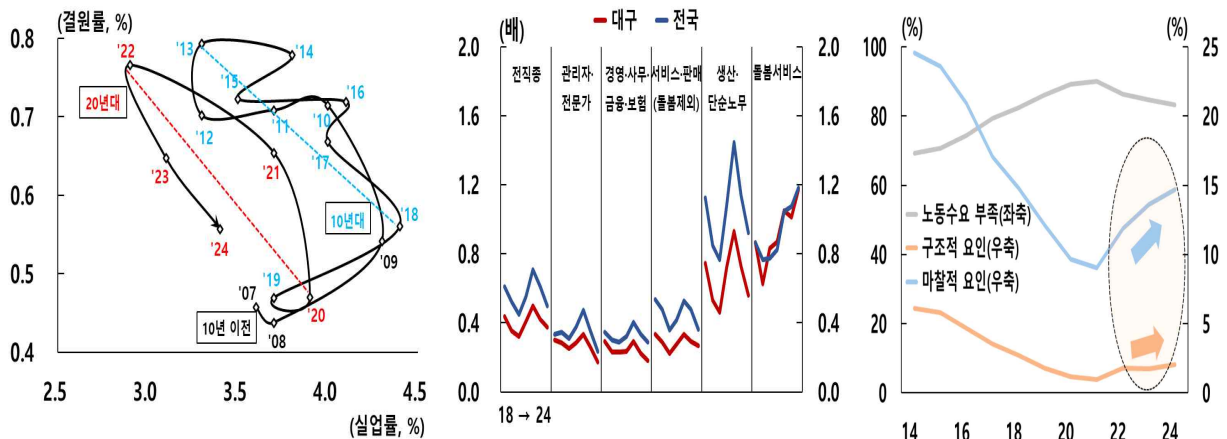 (결원률, %)
0.8
0.7
0.6
0.5
0.4
2.5 3.0 3.5 4.0 4.5
(실업률, %)
'22
'13
'14
20년대
'15
'16
'12
'11
'10
'17
'21
'23
10년대
'18
'24
'09
'19
'07
'20
10년 이전
'08
대구 전국
(배)
2.0
1.6
1.2
0.8
0.4
0.0
전직종
관리자·
전문가
경영·사무·
금융·보험
서비스·판매
(돌봄제외)
생산·
단순노무
돌봄서비스
2.0
1.6
1.2
0.8
0.4
0.0
18 → 24
(%)
100
80
60
40
20
0
(%)
25
20
15
10
5
0
노동수요 부족(좌축)
구조적 요인(우축)
마찰적 요인(우축)
14 16 18 20 22 24